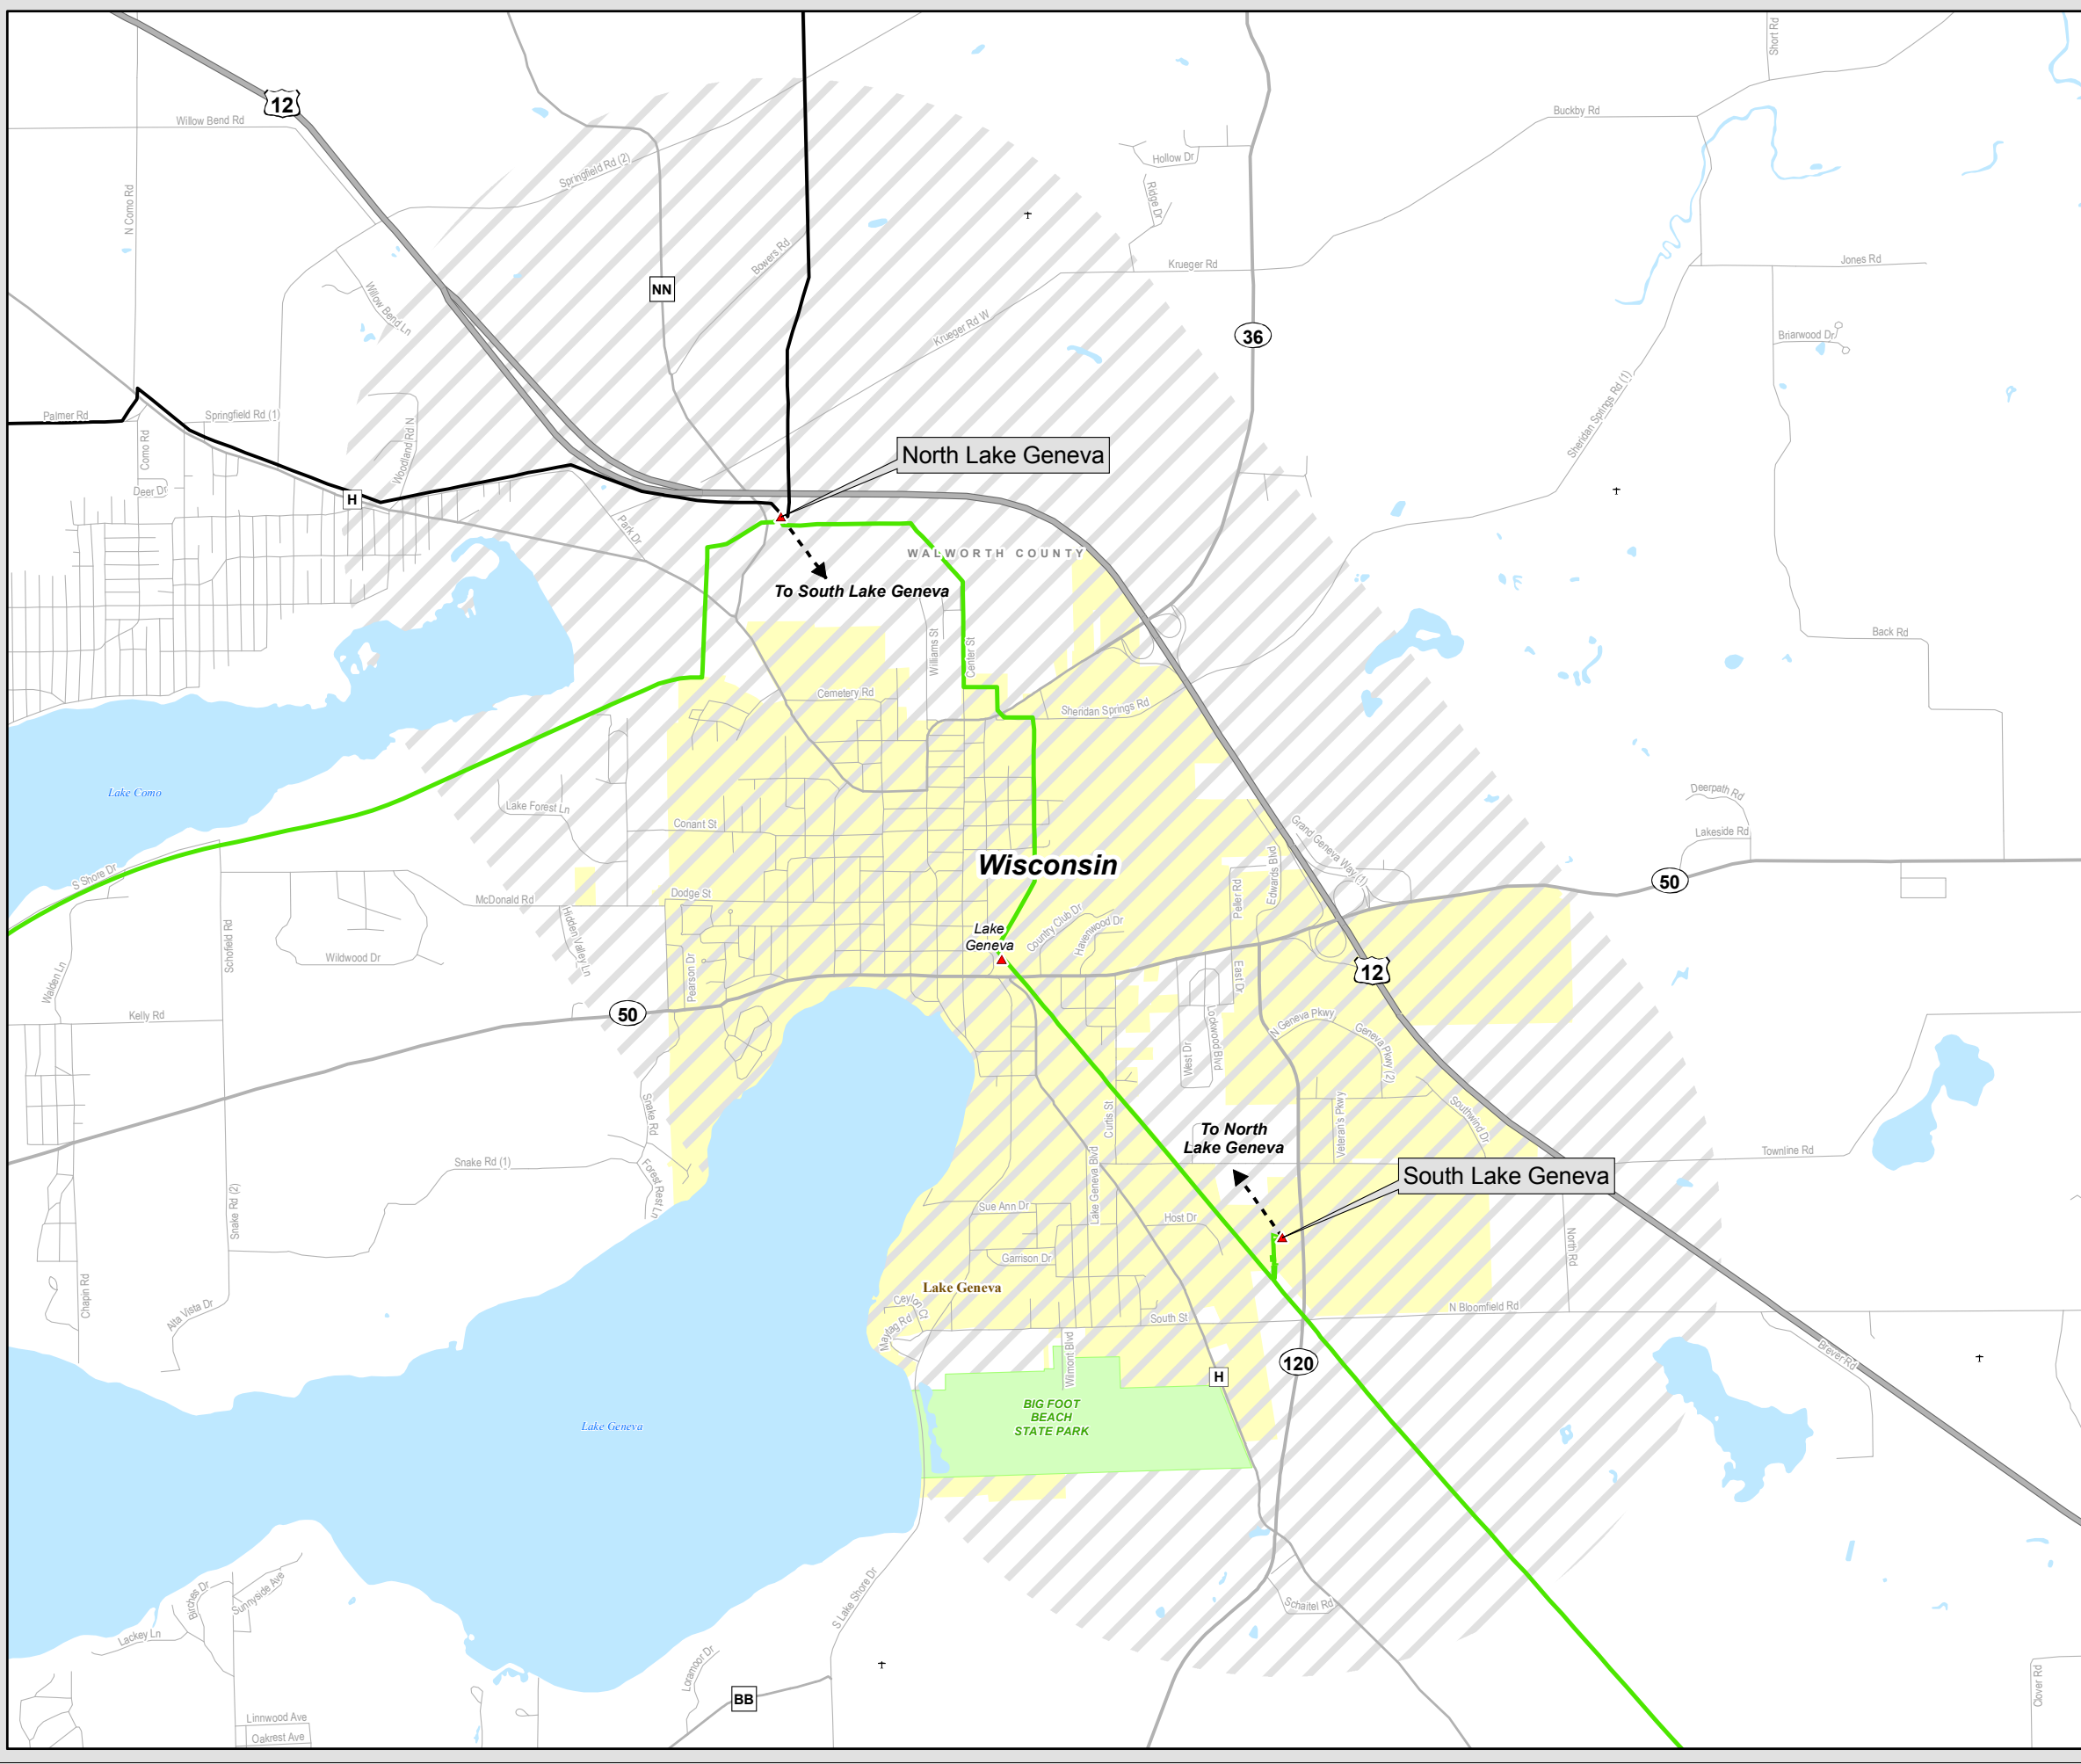 Short Rd
12
Willow Bend Rd
Buckby Rd
Springfield Rd (2)
Hollow Dr
N Como Rd
Ridge Dr
Bowers Rd
Krueger Rd
Jones Rd
NN
Willow Bend Ln
Krueger Rd W
36
Briarwood Dr
Palmer Rd
Springfield Rd (1)
Sheridan Springs Rd (1)
Como Rd
Woodland Rd N
North Lake Geneva
Deer Dr
H
Park Dr
WALWORTH COUNTY
To South Lake Geneva
Williams St
Center St
Back Rd
Cemetery Rd
Sheridan Springs Rd
Lake Como
Lake Forest Ln
Deerpath Rd
Conant St
Grand Geneva Way (1)
Lakeside Rd
Wisconsin
S Shore Dr
Edwards Blvd
50
McDonald Rd
Dodge St
Peller Rd
Hidden Valley Ln
Country Club Dr
Havenwood Dr
Lake
Geneva
Schofield Rd
Wildwood Dr
Pearson Dr
East Dr
12
Walden Ln
Kelly Rd
50
Lockwood Blvd
N Geneva Pkwy
Geneva Pkwy (2)
West Dr
Snake Rd
Curtis St
Veteran's Pkwy
Southwind Dr
To North
Lake Geneva
Townline Rd
Snake Rd (1)
Forest Rest Ln
Lake Geneva Blvd
South Lake Geneva
Snake Rd (2)
Sue Ann Dr
Host Dr
North Rd
Garrison Dr
Lake Geneva
Chapin Rd
Alta Vista Dr
Ceylon Ct
N Bloomfield Rd
Maytag Rd
South St
Wilmont Blvd
Brever Rd
120
H
BIG FOOT
BEACH
STATE PARK
Lake Geneva
Birches Dr
Sunnyside Ave
S Lake Shore Dr
Schaitel Rd
Lackey Ln
Loramoor Dr
BB
Clover Rd
Linnwood Ave
Oakrest Ave